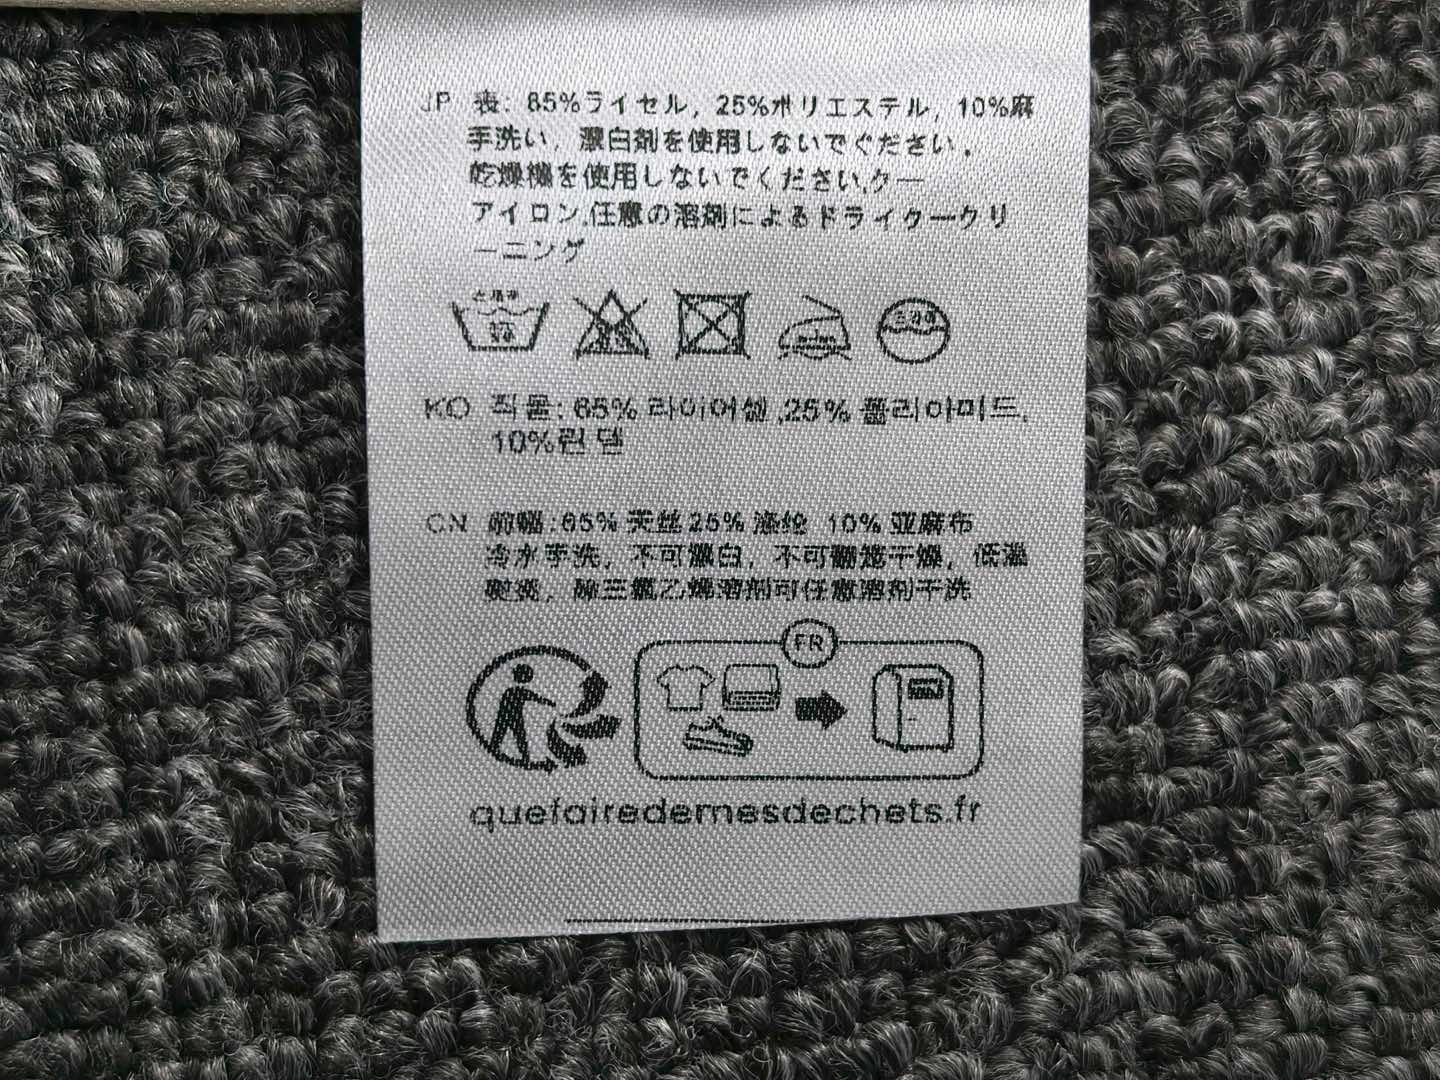 JP 表: 65%ライセル, 25%ポリエステル, 10%麻
手洗い, 漂白剤を使用しないでください.
乾燥機を使用しないでください,クー
アイロン,任意の溶剤によるドライクークリ
ーニング
KO 직물: 65% 라이어셀 ,25% 폴리아미드,
10%린덴
CN 前幅:65% 天丝 25% 涤纶 10% 亚麻布
冷水手洗, 不可漂白, 不可翻笼干燥, 低温
熨烫, 除三氯乙烯溶剂可任意溶剂干洗
FR
quefairedemesdechets.fr